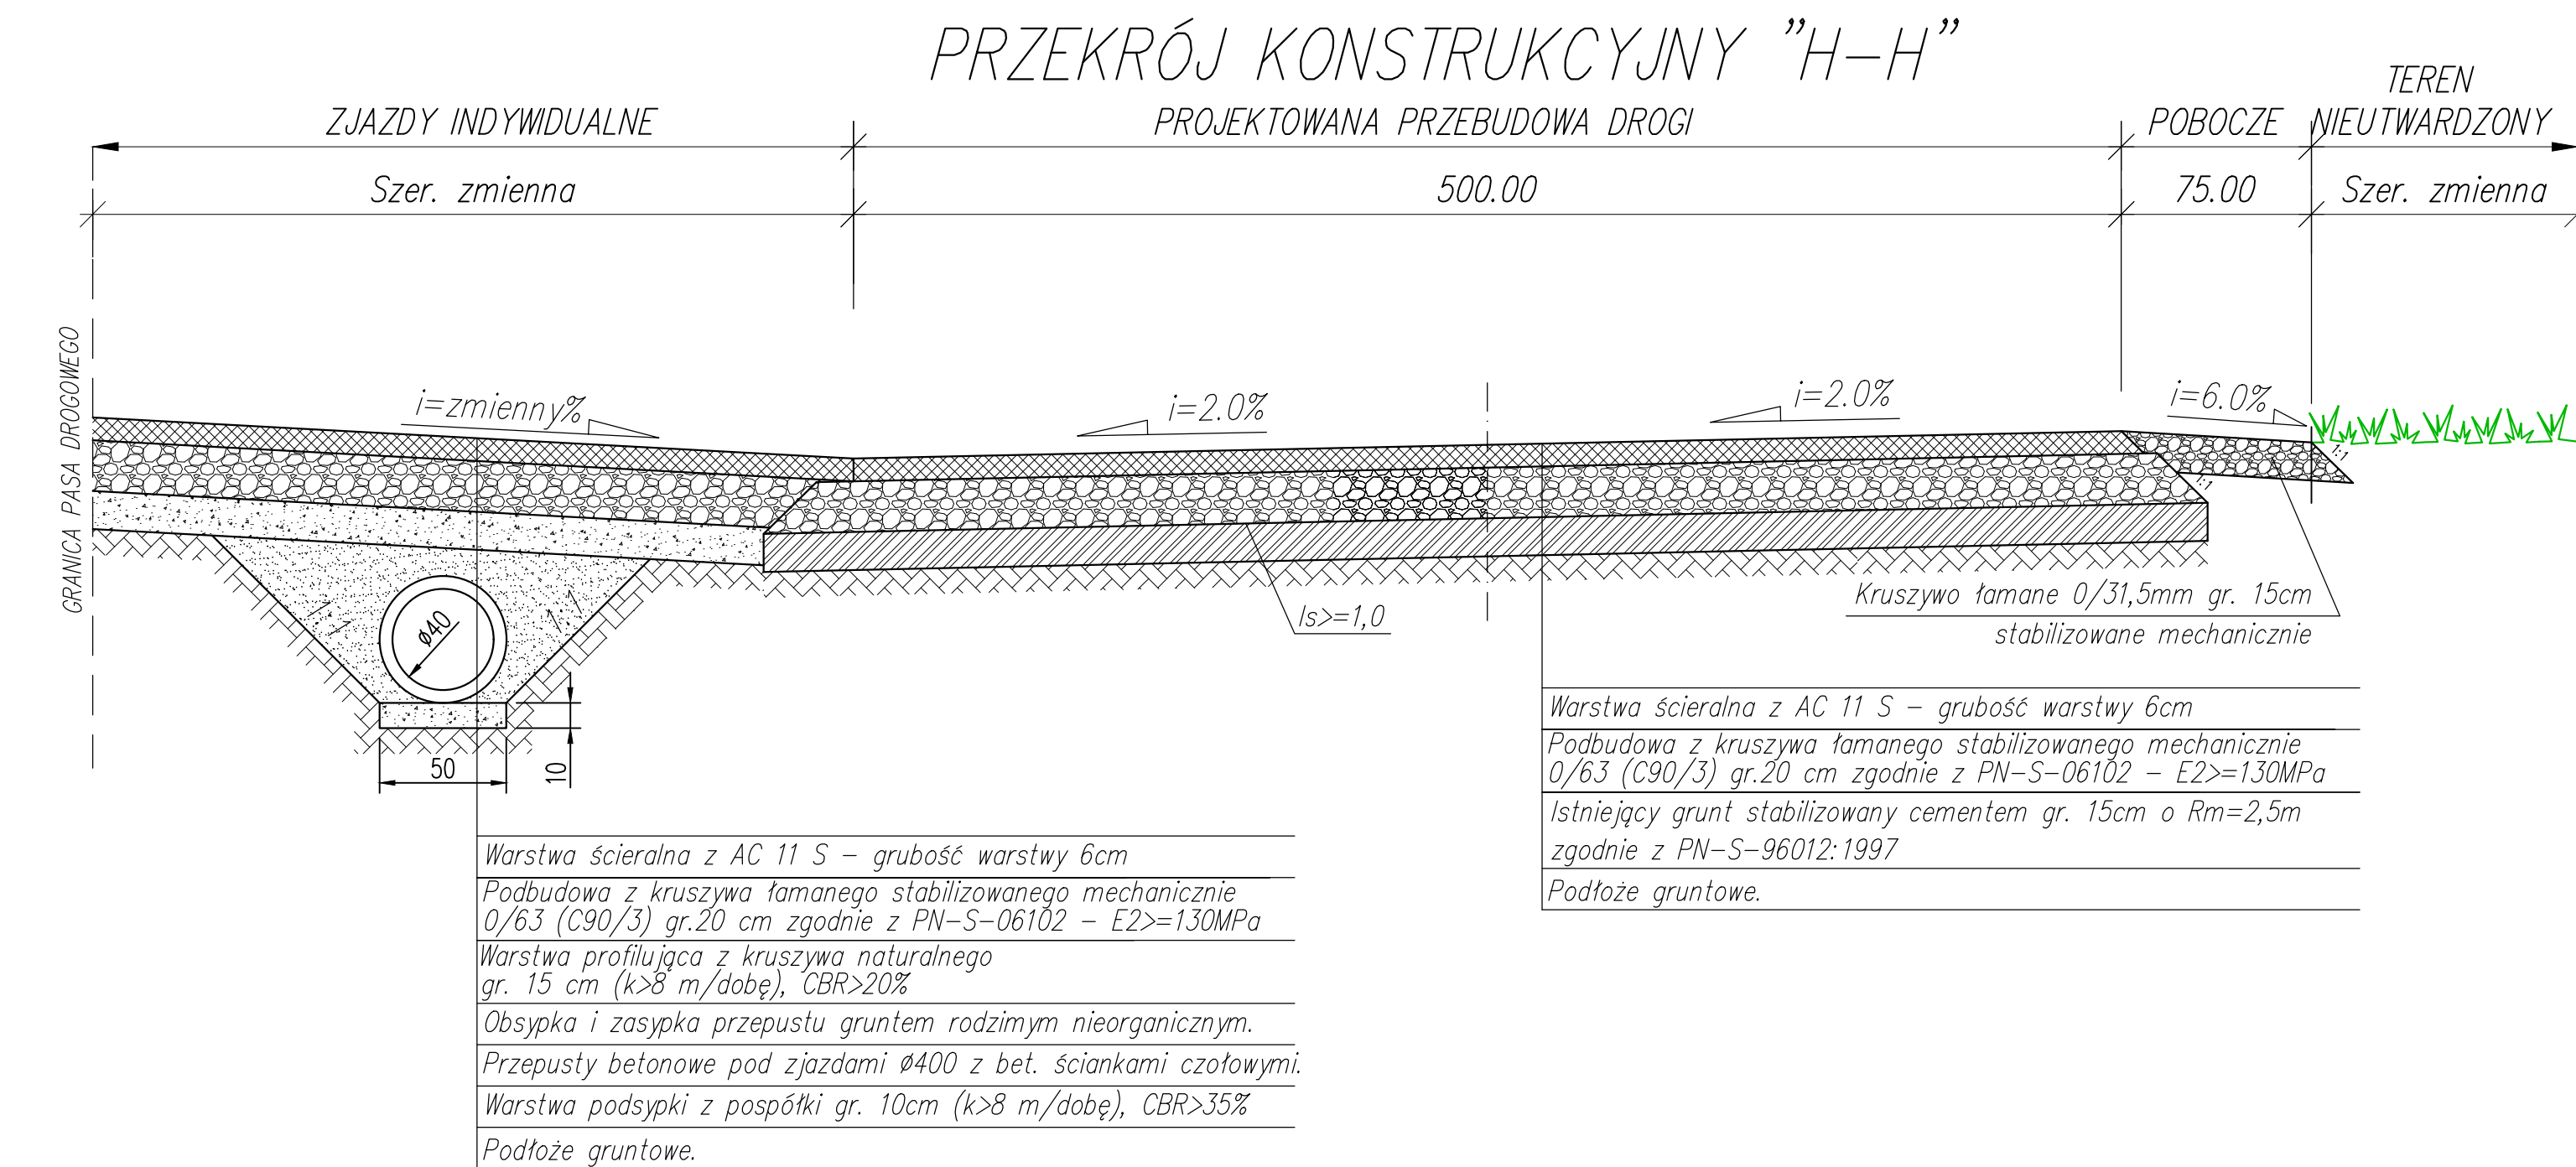 PRZEKRÓJ KONSTRUKCYJNY "H-H"
ZJAZDY INDYWIDUALNE
PROJEKTOWANA PRZEBUDOWA DROGI
POBOCZE
TEREN
NIEUTWARDZONY
Szer. zmienna
500.00
75.00
Szer. zmienna
GRANICA PASA DROGOWEGO
i=zmienny%
i=2.0%
i=2.0%
i=6.0%
1:1
1:1
Is>=1,0
Kruszywo łamane 0/31,5mm gr. 15cm
stabilizowane mechanicznie
ø40
50
10
Warstwa ścieralna z AC 11 S - grubość warstwy 6cm
Podbudowa z kruszywa łamanego stabilizowanego mechanicznie
0/63 (C90/3) gr.20 cm zgodnie z PN-S-06102 - E2>=130MPa
Istniejący grunt stabilizowany cementem gr. 15cm o Rm=2,5m
zgodnie z PN-S-96012:1997
Podłoże gruntowe.
Warstwa ścieralna z AC 11 S - grubość warstwy 6cm
Podbudowa z kruszywa łamanego stabilizowanego mechanicznie
0/63 (C90/3) gr.20 cm zgodnie z PN-S-06102 - E2>=130MPa
Warstwa profilująca z kruszywa naturalnego
gr. 15 cm (k>8 m/dobę), CBR>20%
Obsypka i zasypka przepustu gruntem rodzimym nieorganicznym.
Przepusty betonowe pod zjazdami ø400 z bet. ściankami czołowymi.
Warstwa podsypki z pospółki gr. 10cm (k>8 m/dobę), CBR>35%
Podłoże gruntowe.